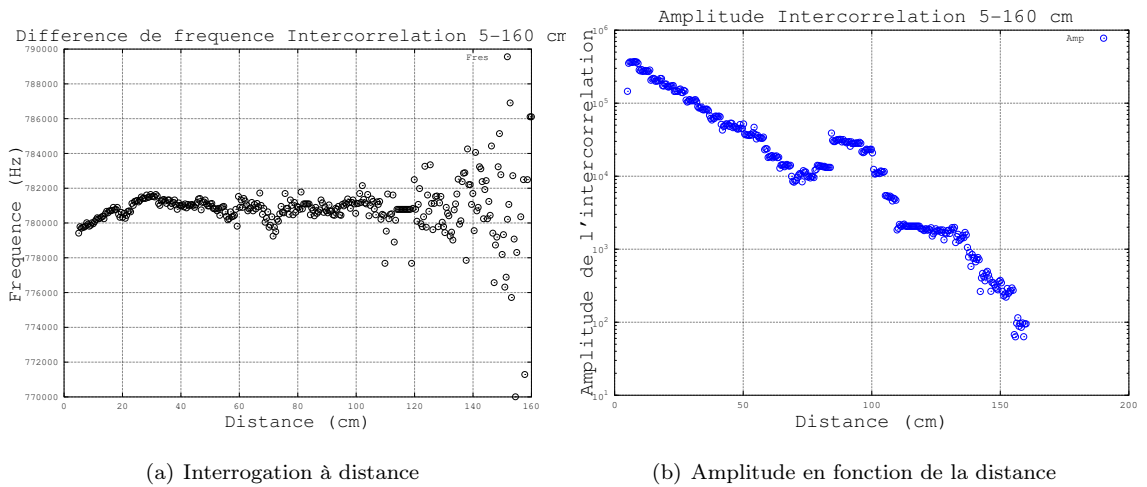 Difference de frequence Intercorrelation 5-160 cm
Fres
Frequence (Hz)
790000
788000
786000
784000
782000
780000
778000
776000
774000
772000
770000
0 20 40 60 80 100 120 140 160
Distance (cm)
(a) Interrogation à distance
Amplitude Intercorrelation 5-160 cm
Amp
Amplitude de l'intercorrelation
10^6
10^5
10^4
10^3
10^2
10^1
0 50 100 150 200
Distance (cm)
(b) Amplitude en fonction de la distance